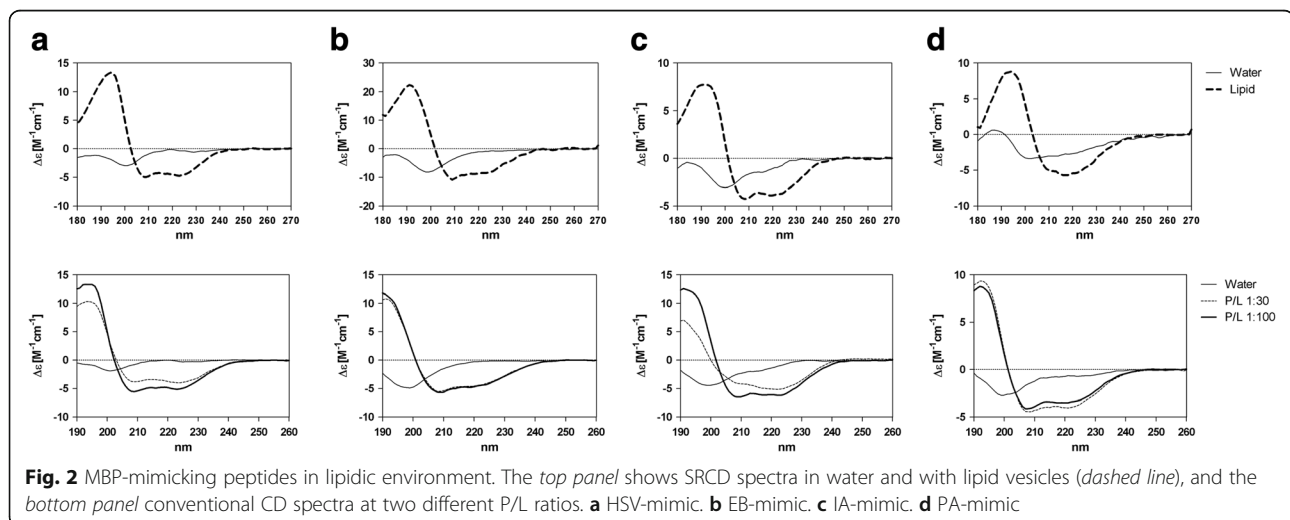 a
b
c
d
Δε[M⁻¹cm⁻¹]
15
10
5
0
-5
-10
180 190 200 210 220 230 240 250 260 270
nm
Δε[M⁻¹cm⁻¹]
30
20
10
0
-10
-20
180 190 200 210 220 230 240 250 260 270
nm
Δε[M⁻¹cm⁻¹]
10
5
0
-5
180 190 200 210 220 230 240 250 260 270
nm
Δε[M⁻¹cm⁻¹]
10
5
0
-5
-10
180 190 200 210 220 230 240 250 260 270
nm
Water
Lipid
Δε[M⁻¹cm⁻¹]
15
10
5
0
-5
-10
190 200 210 220 230 240 250 260
nm
Δε[M⁻¹cm⁻¹]
15
10
5
0
-5
-10
190 200 210 220 230 240 250 260
nm
Δε[M⁻¹cm⁻¹]
15
10
5
0
-5
-10
190 200 210 220 230 240 250 260
nm
Δε[M⁻¹cm⁻¹]
10
5
0
-5
190 200 210 220 230 240 250 260
nm
Water
P/L 1:30
P/L 1:100
Fig. 2 MBP-mimicking peptides in lipidic environment. The top panel shows SRCD spectra in water and with lipid vesicles (dashed line), and the
bottom panel conventional CD spectra at two different P/L ratios. a HSV-mimic. b EB-mimic. c IA-mimic. d PA-mimic